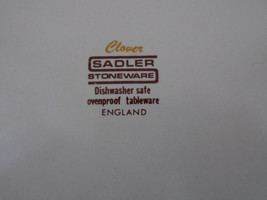 Clover
SADLER
STONEWARE
Dishwasher safe
ovenproof tableware
ENGLAND